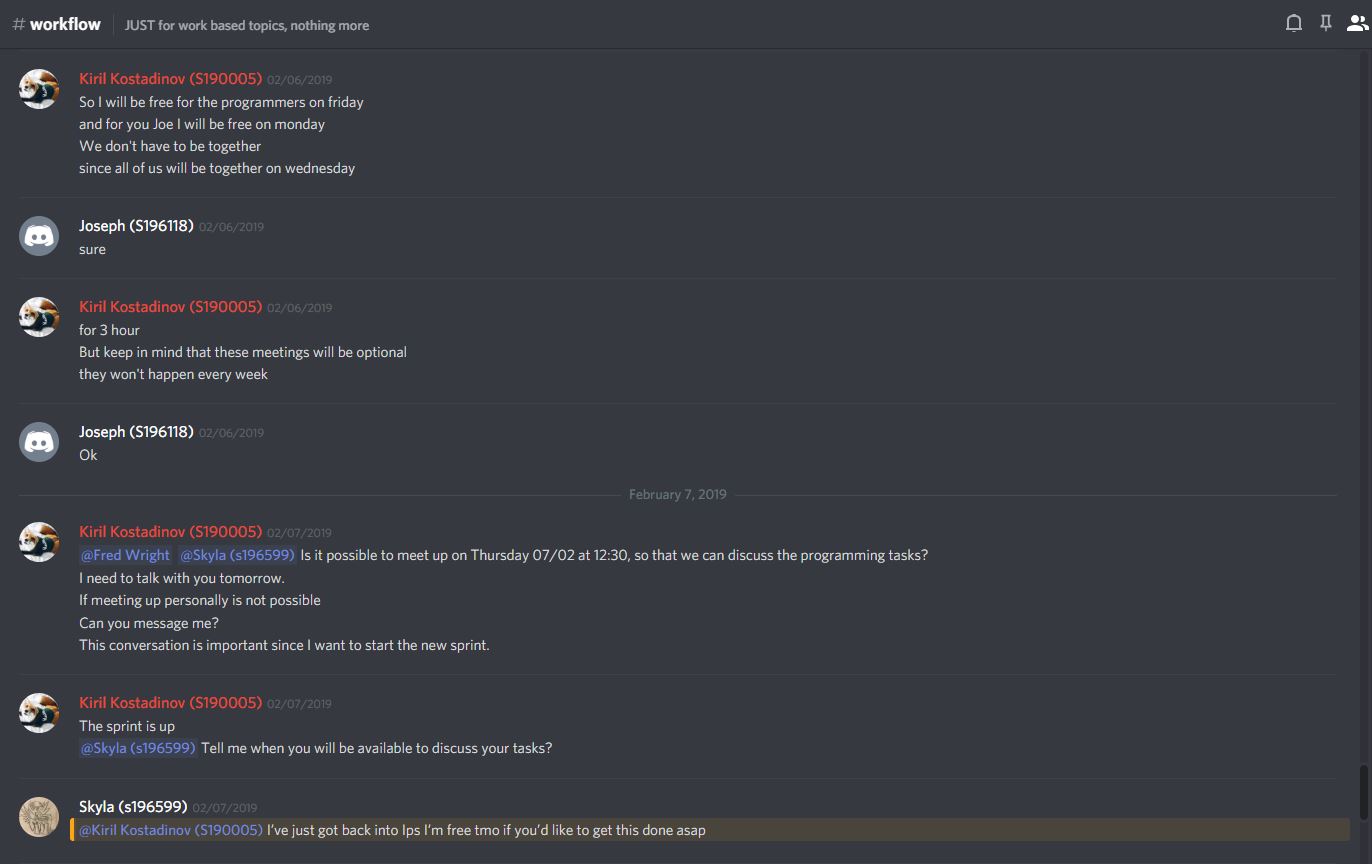 # workflow JUST for work based topics, nothing more
Kiril Kostadinov (S190005) 02/06/2019
So I will be free for the programmers on friday
and for you Joe I will be free on monday
We don't have to be together
since all of us will be together on wednesday
Joseph (S196118) 02/06/2019
sure
Kiril Kostadinov (S190005) 02/06/2019
for 3 hour
But keep in mind that these meetings will be optional
they won't happen every week
Joseph (S196118) 02/06/2019
Ok
February 7, 2019
Kiril Kostadinov (S190005) 02/07/2019
@Fred Wright @Skyla (s196599) Is it possible to meet up on Thursday 07/02 at 12:30, so that we can discuss the programming tasks?
I need to talk with you tomorrow.
If meeting up personally is not possible
Can you message me?
This conversation is important since I want to start the new sprint.
Kiril Kostadinov (S190005) 02/07/2019
The sprint is up
@Skyla (s196599) Tell me when you will be available to discuss your tasks?
Skyla (s196599) 02/07/2019
@Kiril Kostadinov (S190005) I've just got back into Ips I'm free tmo if you'd like to get this done asap